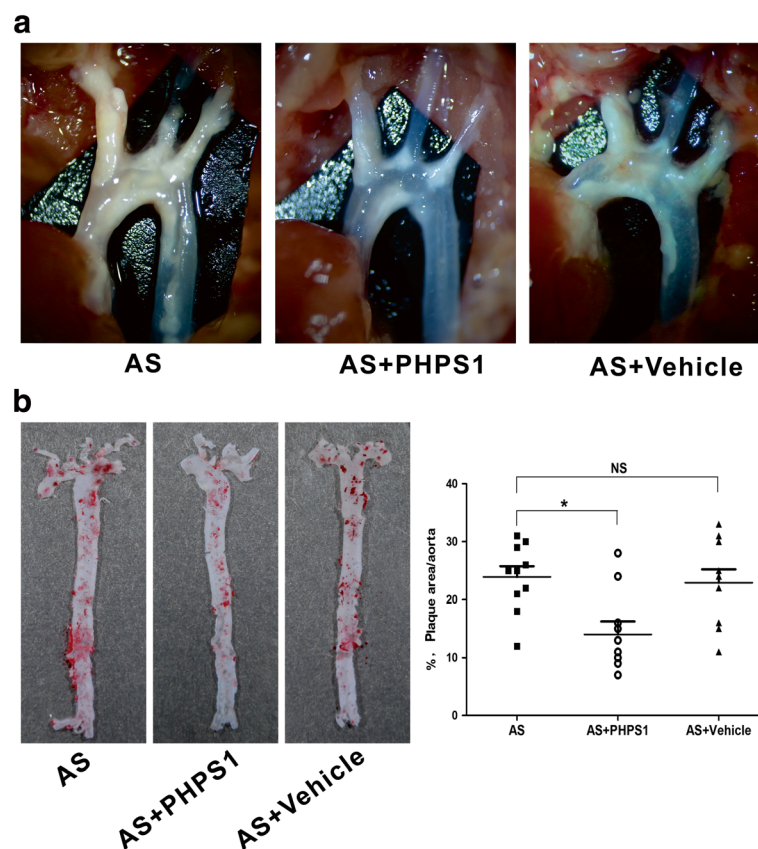 a
AS
AS+PHPS1
AS+Vehicle
b
AS
AS+PHPS1
AS+Vehicle
%, Plaque area/aorta
40
30
20
10
0
NS
*
AS
AS+PHPS1
AS+Vehicle